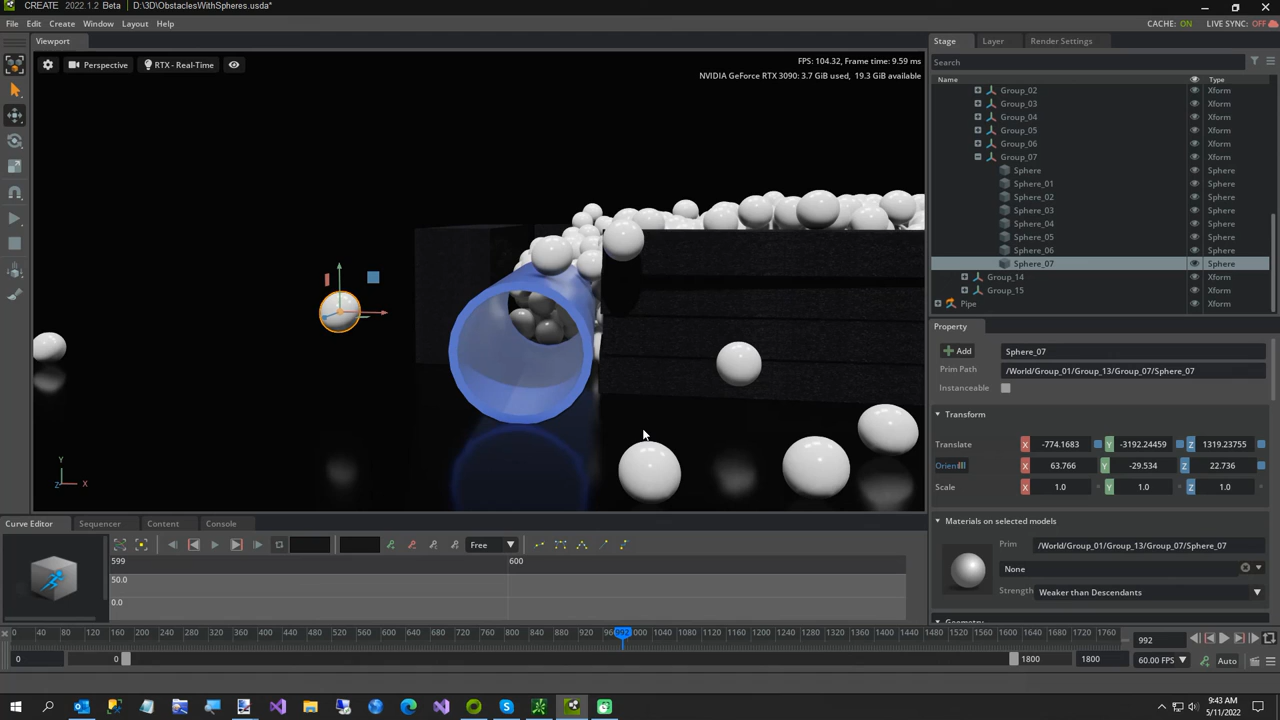 CREATE 2022.1.2 Beta D:\3D\ObstaclesWithSpheres.usda*
File Edit Create Window Layout Help CACHE: ON LIVE SYNC: OFF
Viewport
Perspective RTX - Real-Time
FPS: 104.32, Frame time: 9.59 ms
NVIDIA GeForce RTX 3090: 3.7 GiB used, 19.3 GiB available
Y
Z X
Stage Layer Render Settings
Search
Name Type
Group_02 Xform
Group_03 Xform
Group_04 Xform
Group_05 Xform
Group_06 Xform
Group_07 Xform
Sphere Sphere
Sphere_01 Sphere
Sphere_02 Sphere
Sphere_03 Sphere
Sphere_04 Sphere
Sphere_05 Sphere
Sphere_06 Sphere
Sphere_07 Sphere
Group_14 Xform
Group_15 Xform
Pipe Xform
Property
Add Sphere_07
Prim Path /World/Group_01/Group_13/Group_07/Sphere_07
Instanceable
Transform
Translate X -774.1683 Y -3192.24459 Z 1319.23755
Orient X 63.766 Y -29.534 Z 22.736
Scale X 1.0 Y 1.0 Z 1.0
Materials on selected models
Prim /World/Group_01/Group_13/Group_07/Sphere_07
None
Strength Weaker than Descendants
Geometry
Curve Editor Sequencer Content Console
Free
599 600
50.0
0.0
0 40 80 120 160 200 240 280 320 360 400 440 480 520 560 600 640 680 720 760 800 840 880 920 96 992 000 1040 1080 1120 1160 1200 1240 1280 1320 1360 1400 1440 1480 1520 1560 1600 1640 1680 1720 1760 992
0 0 1800 1800 60.00 FPS Auto
9:43 AM
5/11/2022